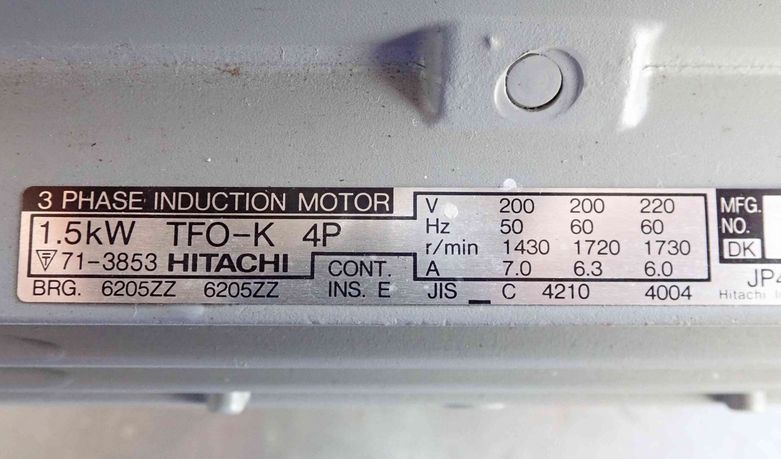 3 PHASE INDUCTION MOTOR
1.5kW TFO-K 4P
71-3853 HITACHI
BRG. 6205ZZ 6205ZZ
CONT.
INS. E
V 200 200 220
Hz 50 60 60
r/min 1430 1720 1730
A 7.0 6.3 6.0
JIS C 4210 4004
MFG.
NO.
DK
JP4
Hitachi